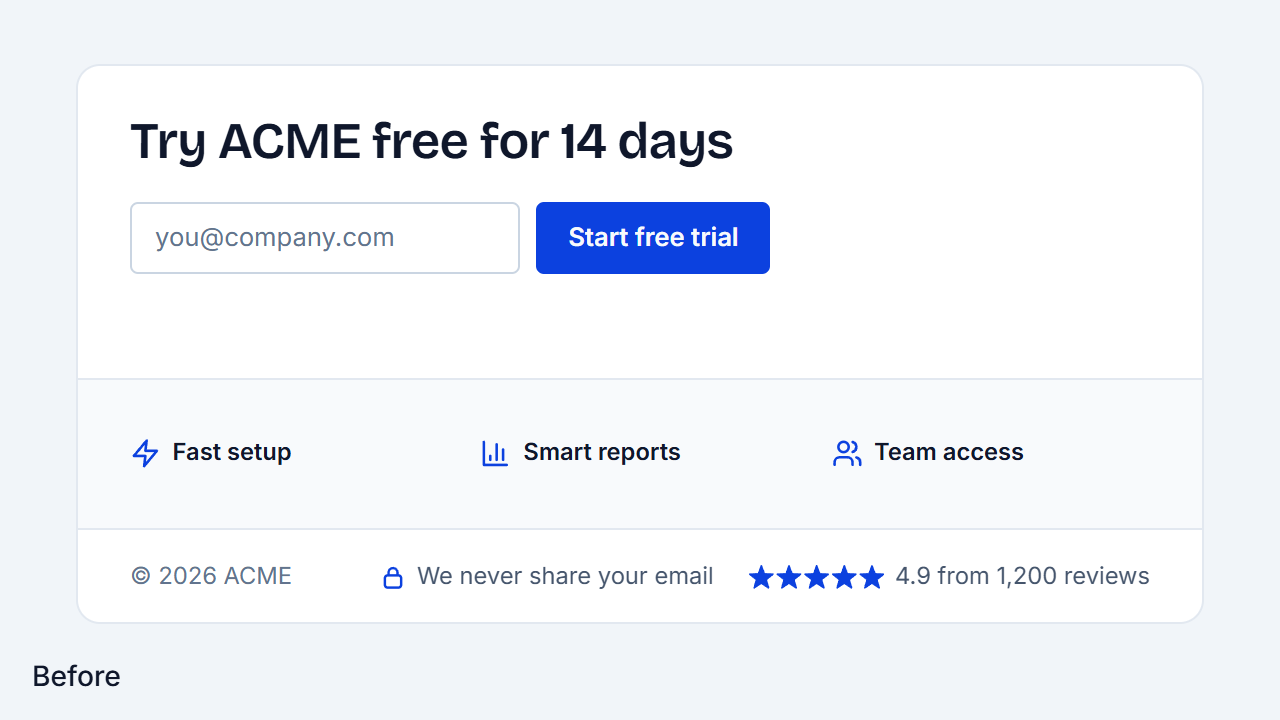 Try ACME free for 14 days
you@company.com
Start free trial
Fast setup
Smart reports
Team access
© 2026 ACME
We never share your email
4.9 from 1,200 reviews
Before